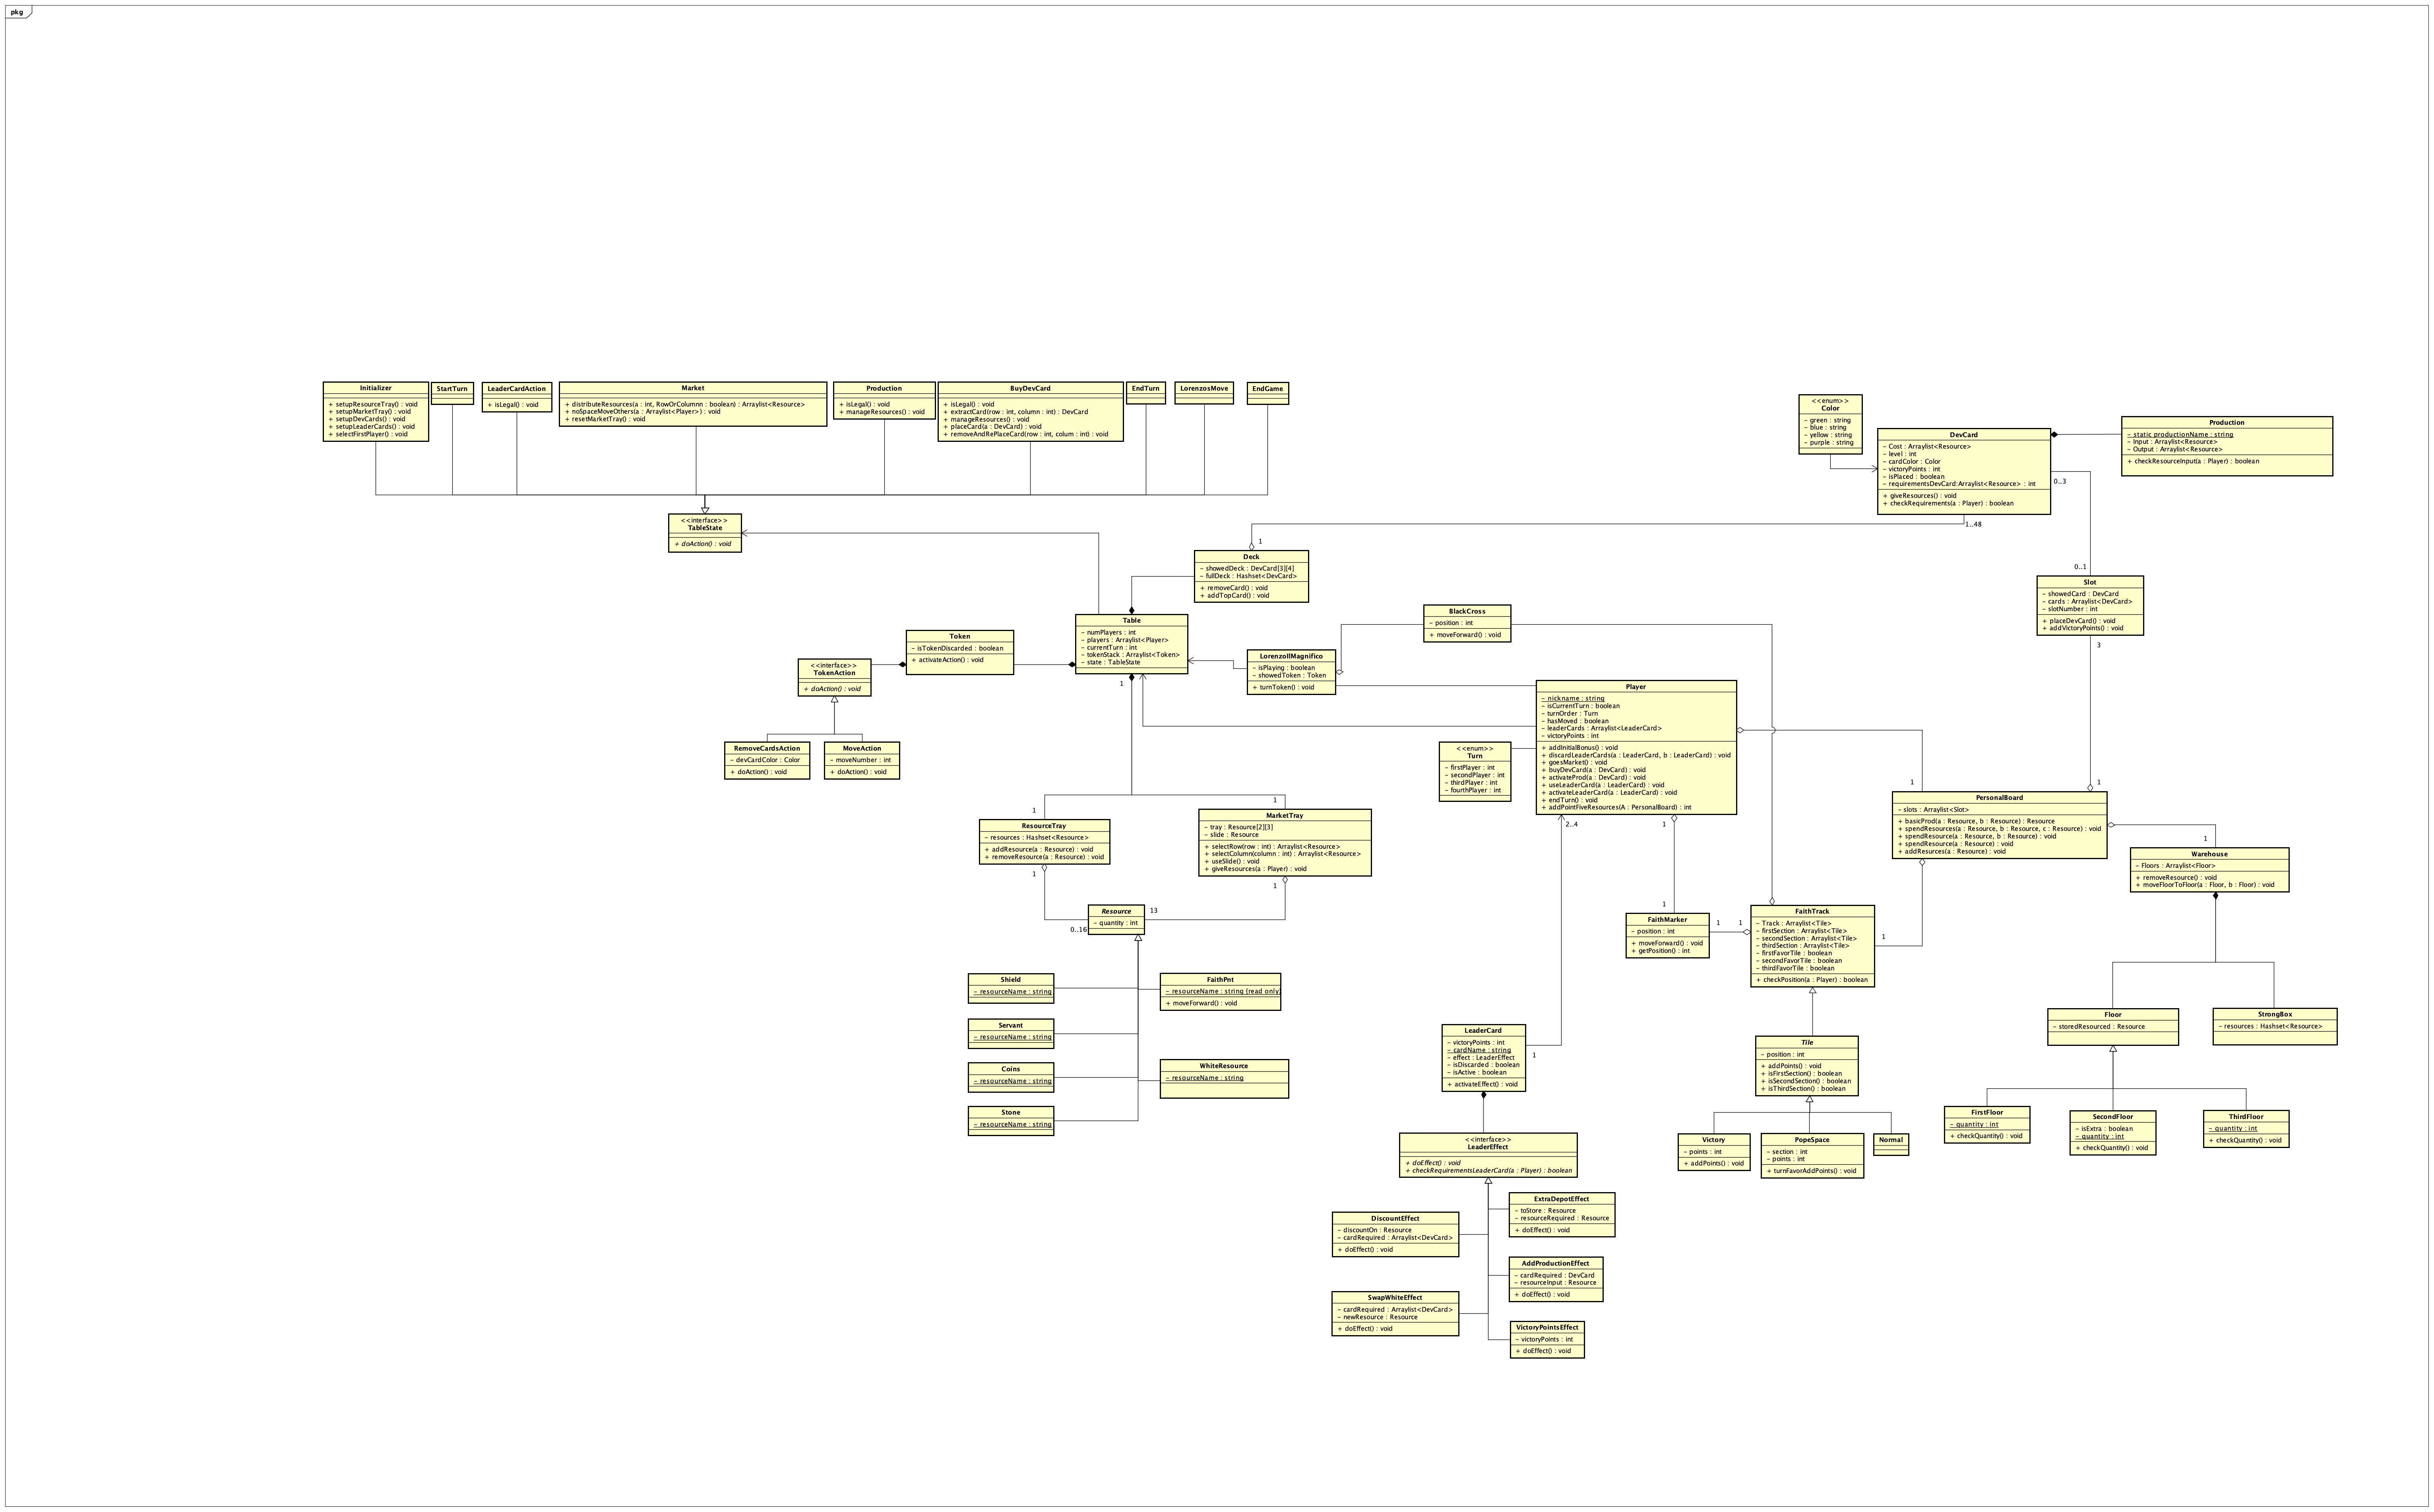 pkg
Initializer
+ setupResourceTray() : void
+ setupMarketTray() : void
+ setupDevCards() : void
+ setupLeaderCards() : void
+ selectFirstPlayer() : void
StartTurn
LeaderCardAction
+ isLegal() : void
Market
+ distributeResources(a : int, RowOrColumnn : boolean) : Arraylist<Resource>
+ noSpaceMoveOthers(a : Arraylist<Player>) : void
+ resetMarketTray() : void
Production
+ isLegal() : void
+ manageResources() : void
BuyDevCard
+ isLegal() : void
+ extractCard(row : int, column : int) : DevCard
+ manageResources() : void
+ placeCard(a : DevCard) : void
+ removeAndRePlaceCard(row : int, colum : int) : void
EndTurn
LorenzosMove
EndGame
<<enum>>
Color
- green : string
- blue : string
- yellow : string
- purple : string
DevCard
- Cost : Arraylist<Resource>
- level : int
- cardColor : Color
- victoryPoints : int
- isPlaced : boolean
- requirementsDevCard:Arraylist<Resource> : int
+ giveResources() : void
+ checkRequirements(a : Player) : boolean
Production
- static productionName : string
- Input : Arraylist<Resource>
- Output : Arraylist<Resource>
+ checkResourceInput(a : Player) : boolean
0..3
1..48
<<interface>>
TableState
+ doAction() : void
1
Deck
- showedDeck : DevCard[3][4]
- fullDeck : Hashset<DevCard>
+ removeCard() : void
+ addTopCard() : void
0..1
Slot
- showedCard : DevCard
- cards : Arraylist<DevCard>
- slotNumber : int
+ placeDevCard() : void
+ addVictoryPoints() : void
3
Table
- numPlayers : int
- players : Arraylist<Player>
- currentTurn : int
- tokenStack : Arraylist<Token>
- state : TableState
1
BlackCross
- position : int
+ moveForward() : void
Token
- isTokenDiscarded : boolean
+ activateAction() : void
<<interface>>
TokenAction
+ doAction() : void
LorenzoIlMagnifico
- isPlaying : boolean
- showedToken : Token
+ turnToken() : void
Player
- nickname : string
- isCurrentTurn : boolean
- turnOrder : Turn
- hasMoved : boolean
- leaderCards : Arraylist<LeaderCard>
- victoryPoints : int
+ addInitialBonus() : void
+ discardLeaderCards(a : LeaderCard, b : LeaderCard) : void
+ goesMarket() : void
+ buyDevCard(a : DevCard) : void
+ activateProd(a : DevCard) : void
+ useLeaderCard(a : LeaderCard) : void
+ activateLeaderCard(a : LeaderCard) : void
+ endTurn() : void
+ addPointFiveResources(A : PersonalBoard) : int
RemoveCardsAction
- devCardColor : Color
+ doAction() : void
MoveAction
- moveNumber : int
+ doAction() : void
<<enum>>
Turn
- firstPlayer : int
- secondPlayer : int
- thirdPlayer : int
- fourthPlayer : int
2..4
1
1
1
PersonalBoard
- slots : Arraylist<Slot>
+ basicProd(a : Resource, b : Resource) : Resource
+ spendResources(a : Resource, b : Resource, c : Resource) : void
+ spendResource(a : Resource, b : Resource) : void
+ spendResource(a : Resource) : void
+ addResurces(a : Resource) : void
1
1
ResourceTray
- resources : Hashset<Resource>
+ addResource(a : Resource) : void
+ removeResource(a : Resource) : void
1
MarketTray
- tray : Resource[2][3]
- slide : Resource
+ selectRow(row : int) : Arraylist<Resource>
+ selectColumn(column : int) : Arraylist<Resource>
+ useSlide() : void
+ giveResources(a : Player) : void
1
1
Warehouse
- Floors : Arraylist<Floor>
+ removeResource() : void
+ moveFloorToFloor(a : Floor, b : Floor) : void
Resource
- quantity : int
13
0..16
1
FaithMarker
- position : int
+ moveForward() : void
+ getPosition() : int
1
1
FaithTrack
- Track : Arraylist<Tile>
- firstSection : Arraylist<Tile>
- secondSection : Arraylist<Tile>
- thirdSection : Arraylist<Tile>
- firstFavorTile : boolean
- secondFavorTile : boolean
- thirdFavorTile : boolean
+ checkPosition(a : Player) : boolean
1
Shield
- resourceName : string
FaithPnt
- resourceName : string {read only}
+ moveForward() : void
Servant
- resourceName : string
Coins
- resourceName : string
WhiteResource
- resourceName : string
Stone
- resourceName : string
Floor
- storedResourced : Resource
StrongBox
- resources : Hashset<Resource>
LeaderCard
- victoryPoints : int
- cardName : string
- effect : LeaderEffect
- isDiscarded : boolean
- isActive : boolean
+ activateEffect() : void
1
Tile
- position : int
+ addPoints() : void
+ isFirstSection() : boolean
+ isSecondSection() : boolean
+ isThirdSection() : boolean
FirstFloor
- quantity : int
+ checkQuantity() : void
SecondFloor
- isExtra : boolean
- quantity : int
+ checkQuantity() : void
ThirdFloor
- quantity : int
+ checkQuantity() : void
<<interface>>
LeaderEffect
+ doEffect() : void
+ checkRequirementsLeaderCard(a : Player) : boolean
Victory
- points : int
+ addPoints() : void
PopeSpace
- section : int
- points : int
+ turnFavorAddPoints() : void
Normal
DiscountEffect
- discountOn : Resource
- cardRequired : Arraylist<DevCard>
+ doEffect() : void
ExtraDepotEffect
- toStore : Resource
- resourceRequired : Resource
+ doEffect() : void
AddProductionEffect
- cardRequired : DevCard
- resourceInput : Resource
+ doEffect() : void
SwapWhiteEffect
- cardRequired : Arraylist<DevCard>
- newResource : Resource
+ doEffect() : void
VictoryPointsEffect
- victoryPoints : int
+ doEffect() : void